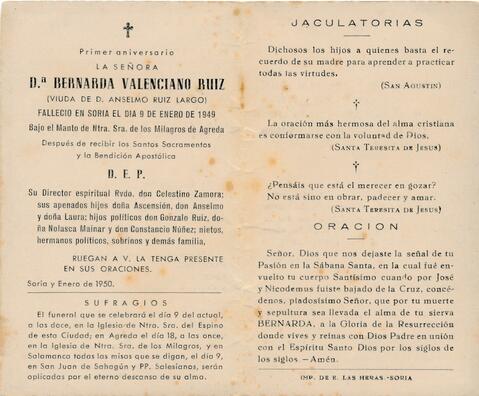 Primer aniversario
LA SEÑORA
D.ª BERNARDA VALENCIANO RUIZ
(VIUDA DE D. ANSELMO RUIZ LARGO)
FALLECIO EN SORIA EL DIA 9 DE ENERO DE 1949
Bajo el Manto de Ntra. Sra. de los Milagros de Agreda
Después de recibir los Santos Sacramentos
y la Bendición Apostólica
D. E. P.
Su Director espiritual Rvdo. don Celestino Zamora;
sus apenados hijos doña Ascensión, don Anselmo
y doña Laura; hijos políticos don Gonzalo Ruiz, do-
ña Nolasca Mainar y don Constancio Núñez; nietos,
hermanos políticos, sobrinos y demás familia,
RUEGAN A V. LA TENGA PRESENTE
EN SUS ORACIONES.
Soria y Enero de 1950.
SUFRAGIOS
El funeral que se celebrará el día 9 del actual,
a las doce, en la Iglesia de Ntra. Sra. del Espino
de esta Ciudad; en Agreda el día 18, a las once, en
la Iglesia de Ntra. Sra. de los Milagros, y en
Salamanca todas las misas que se digan, el día 9,
en San Juan de Sahagún y PP. Salesianos, serán
aplicadas por el eterno descanso de su alma.
JACULATORIAS
Dichosos los hijos a quienes basta el re-
cuerdo de su madre para aprender a practicar
todas las virtudes.
(SAN AGUSTIN)
La oración más hermosa del alma cristiana
es conformarse con la voluntad de Dios.
(SANTA TERESITA DE JESUS)
¿Pensáis que está el merecer en gozar?
No está sino en obrar, padecer y amar.
(SANTA TERESITA DE JESUS)
ORACION
Señor, Dios que nos dejaste la señal de tu
Pasión en la Sábana Santa, en la cual fué en-
vuelto tu cuerpo Santísimo cuando por José
y Nicodemus fuiste bajado de la Cruz, concé-
denos, piadosísimo Señor, que por tu muerte
y sepultura sea llevada el alma de tu sierva
BERNARDA, a la Gloria de la Resurrección
donde vives y reinas con Dios Padre en unión
con el Espíritu Santo Dios por los siglos de
los siglos —Amén.
IMP. DE E. LAS HERAS.-SORIA